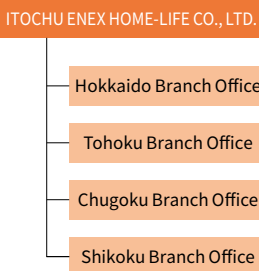 ITOCHU ENEX HOME-LIFE CO., LTD.
Hokkaido Branch Office
Tohoku Branch Office
Chugoku Branch Office
Shikoku Branch Office